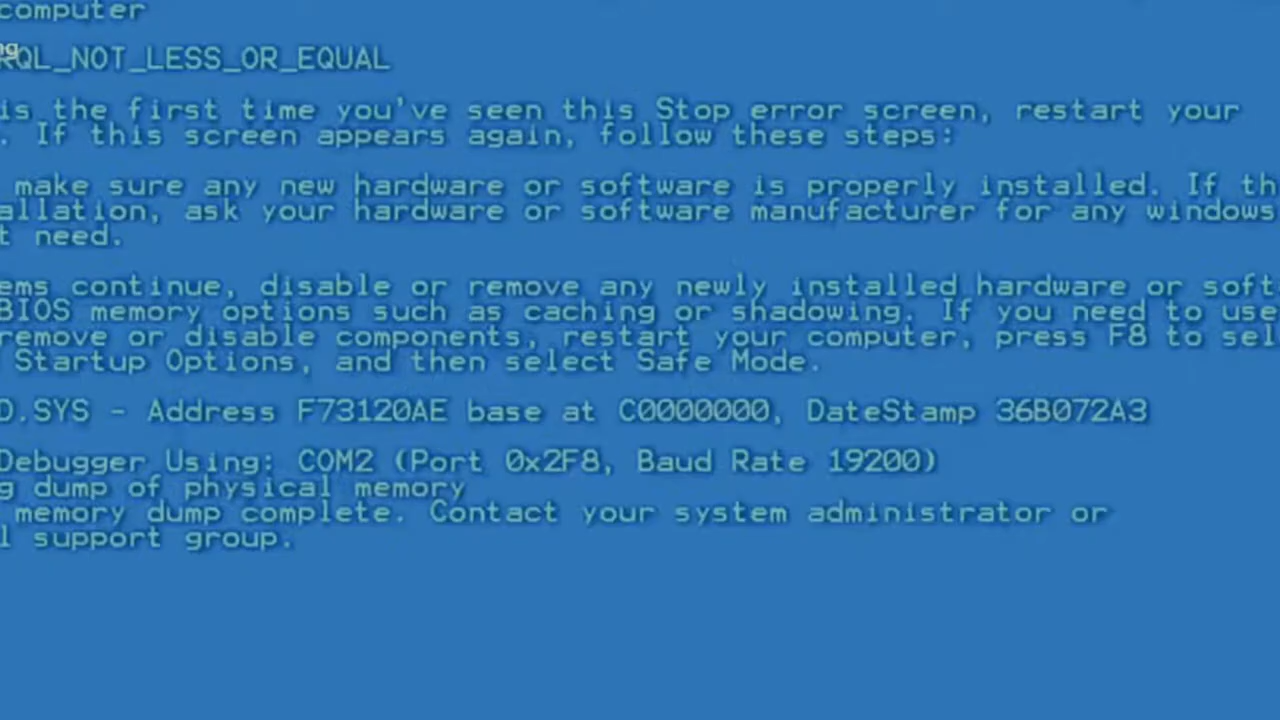 computer
ng
RQL_NOT_LESS_OR_EQUAL
is the first time you've seen this Stop error screen, restart your
. If this screen appears again, follow these steps:
make sure any new hardware or software is properly installed. If th
allation, ask your hardware or software manufacturer for any windows
t need.
ems continue, disable or remove any newly installed hardware or soft
BIOS memory options such as caching or shadowing. If you need to use
remove or disable components, restart your computer, press F8 to sel
Startup Options, and then select Safe Mode.
D.SYS - Address F73120AE base at C0000000, DateStamp 36B072A3
Debugger Using: COM2 (Port 0x2F8, Baud Rate 19200)
g dump of physical memory
memory dump complete. Contact your system administrator or
l support group.